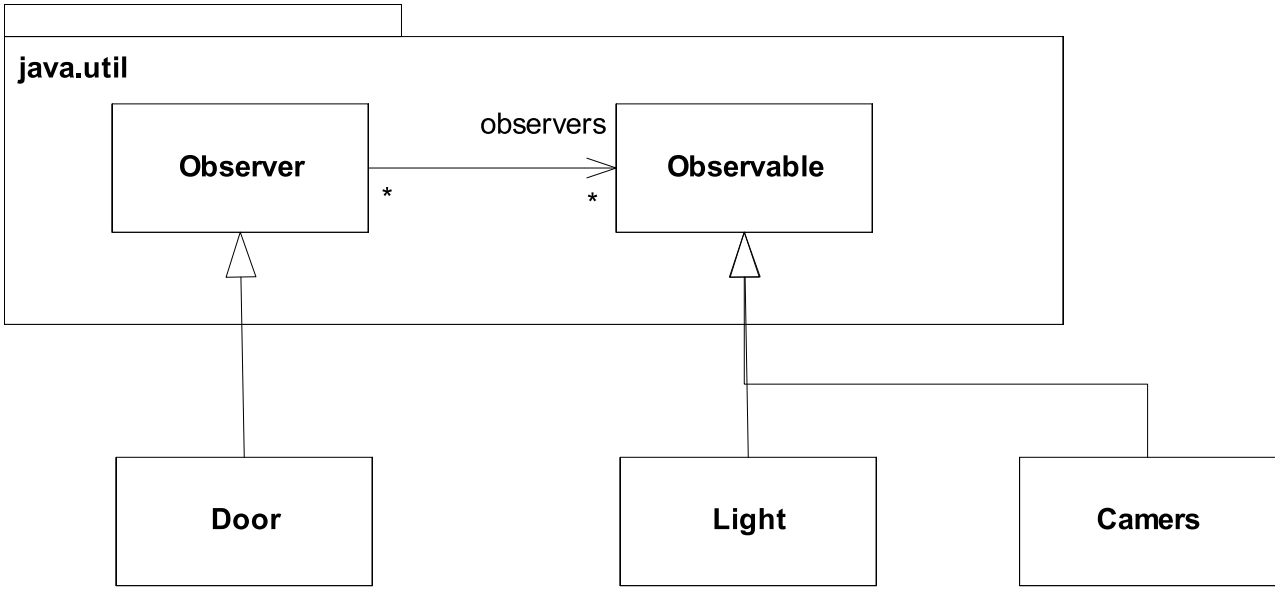 java.util
observers
Observer
Observable
*
*
Door
Light
Camers